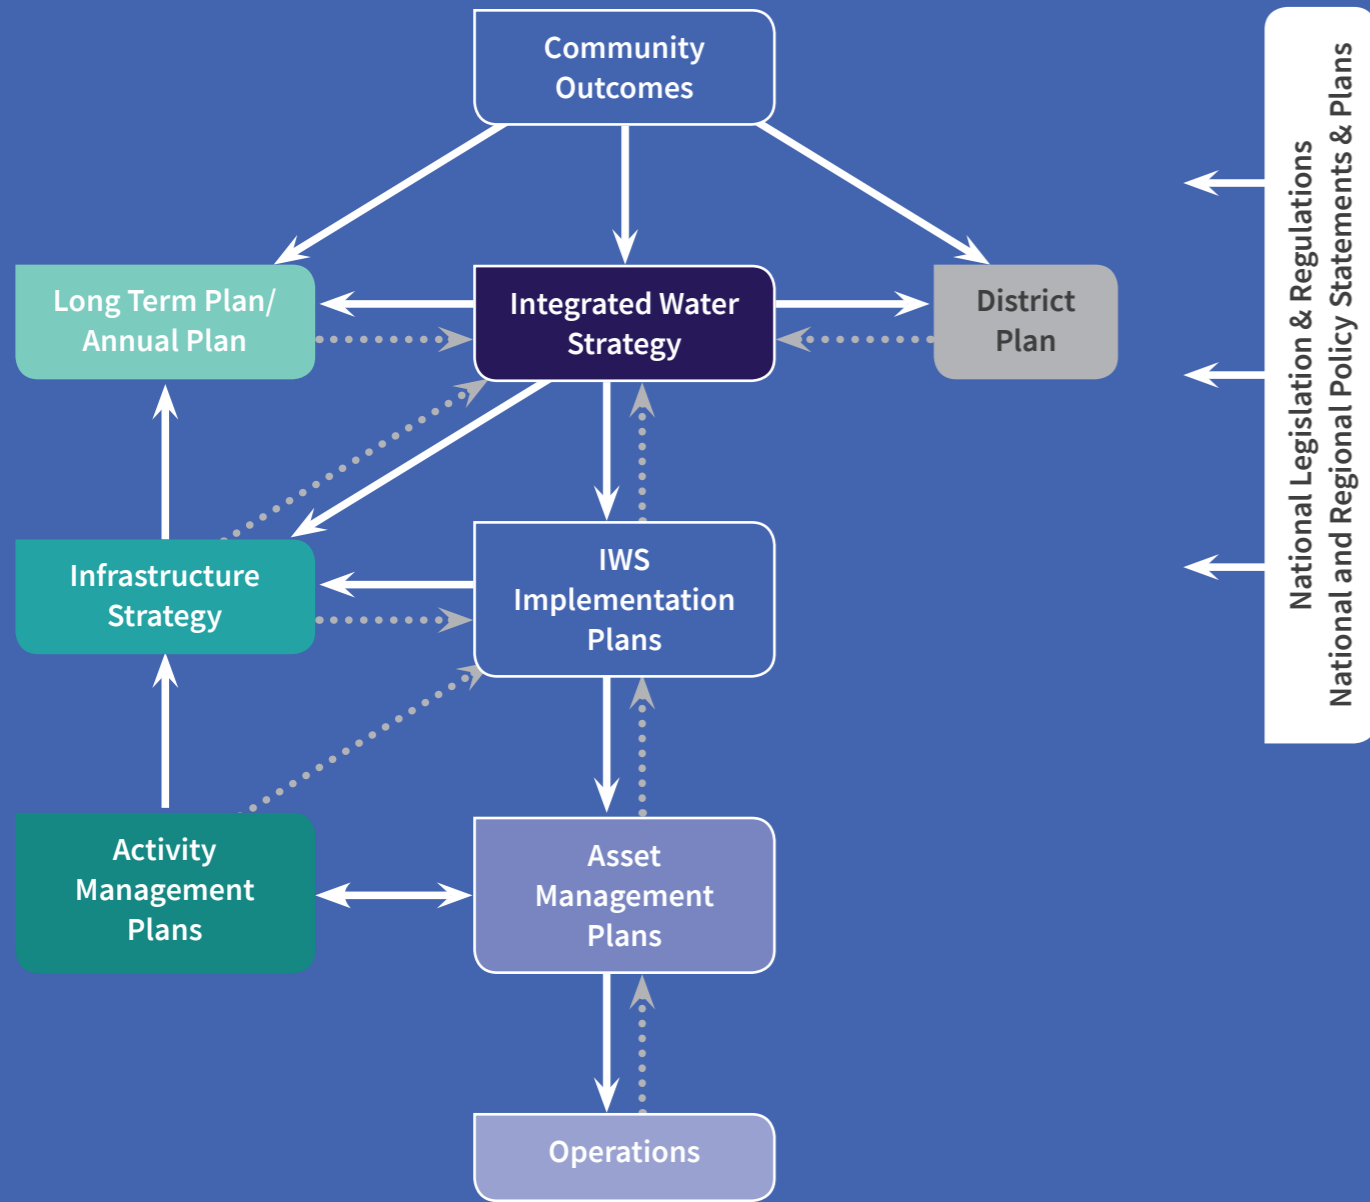 Community
Outcomes
Long Term Plan/
Annual Plan
Integrated Water
Strategy
District
Plan
Infrastructure
Strategy
IWS
Implementation
Plans
Activity
Management
Plans
Asset
Management
Plans
Operations
National Legislation & Regulations
National and Regional Policy Statements & Plans